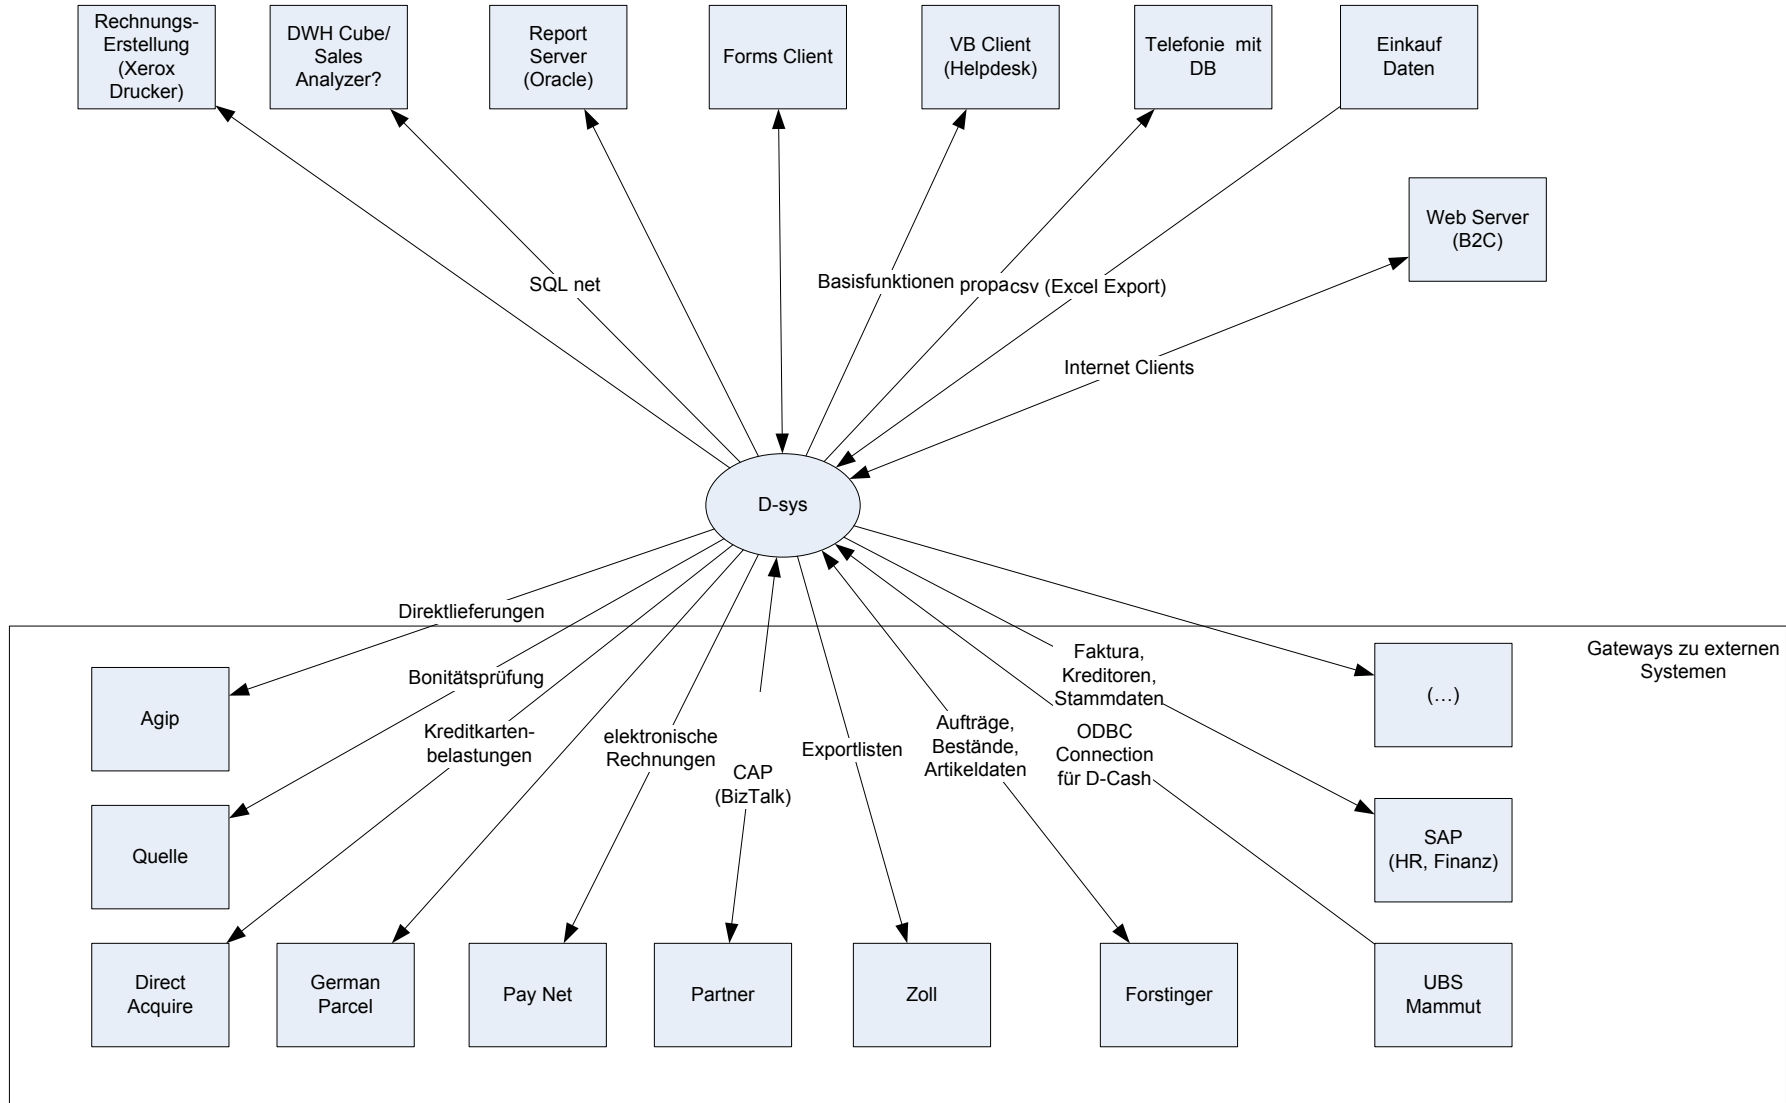 Rechnungs-
Erstellung
(Xerox
Drucker)
DWH Cube/
Sales
Analyzer?
Report
Server
(Oracle)
Forms Client
VB Client
(Helpdesk)
Telefonie mit
DB
Einkauf
Daten
Web Server
(B2C)
SQL net
Basisfunktionen
csv (Excel Export)
Internet Clients
D-sys
Direktlieferungen
Gateways zu externen
Systemen
Bonitätsprüfung
Kreditkarten-
belastungen
elektronische
Rechnungen
CAP
(BizTalk)
Exportlisten
Aufträge,
Bestände,
Artikeldaten
Faktura,
Kreditoren,
Stammdaten
ODBC
Connection
für D-Cash
(…)
Agip
Quelle
SAP
(HR, Finanz)
Direct
Acquire
German
Parcel
Pay Net
Partner
Zoll
Forstinger
UBS
Mammut